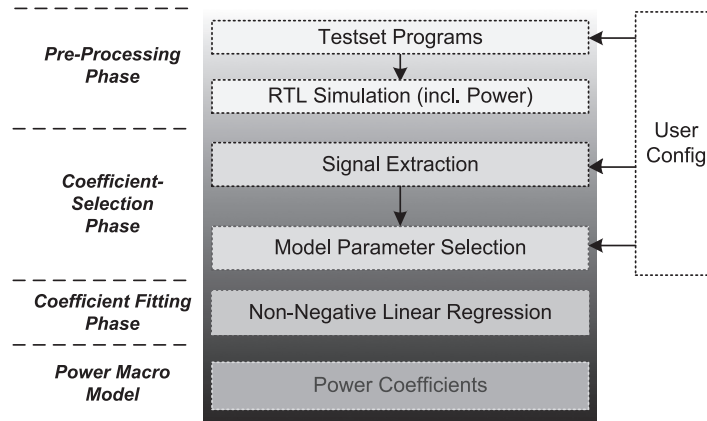 Pre-Processing
Phase
Testset Programs
RTL Simulation (incl. Power)
User
Config
Coefficient-
Selection
Phase
Signal Extraction
Model Parameter Selection
Coefficient Fitting
Phase
Non-Negative Linear Regression
Power Macro
Model
Power Coefficients